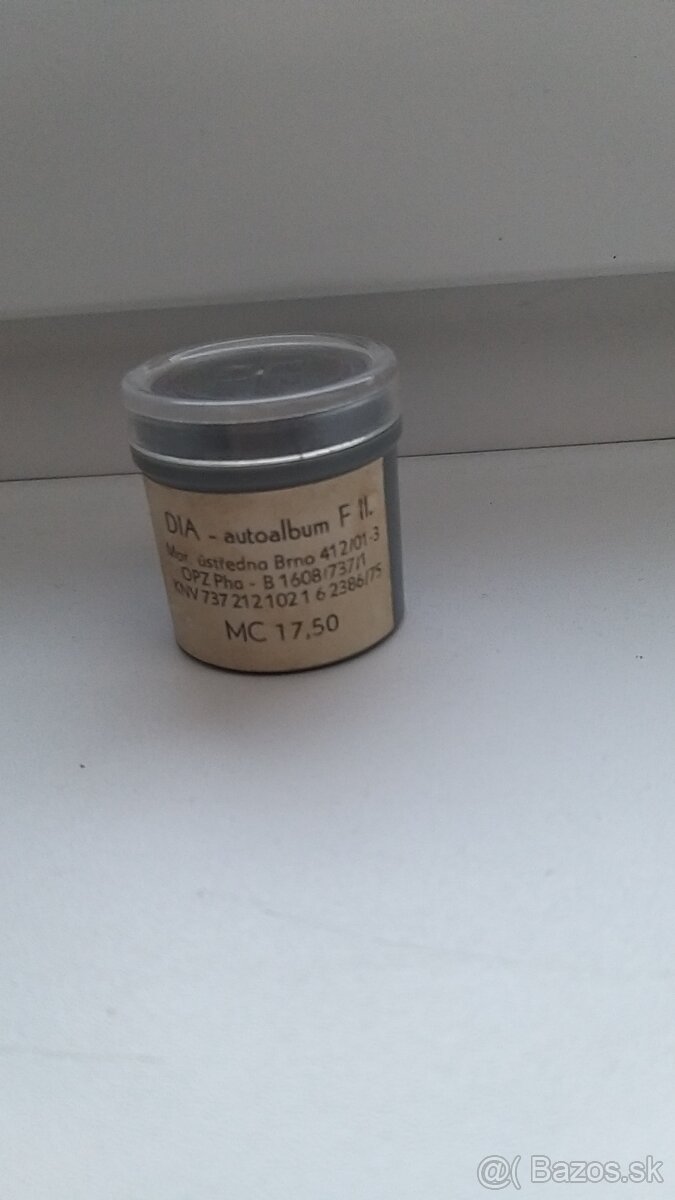 DIA - autoalbum F II.
Mor. ústředna Brno 412/01-3
OPZ Pha - B 1608/737/1
KNV 737 212 102 1 6 2386/75
MC 17,50
@( Bazos.sk